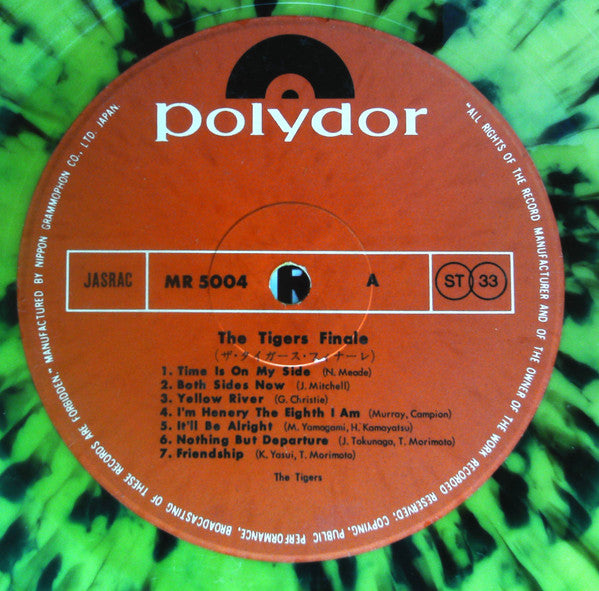 polydor
JASRAC
MR 5004
A
ST 33
The Tigers Finale
(ザ・タイガース・フィナーレ)
1. Time Is On My Side (N. Meade)
2. Both Sides Now (J. Mitchell)
3. Yellow River (G. Christie)
4. I'm Henery The Eighth I Am (Murray, Campion)
5. It'll Be Alright (M. Yamagami, H. Kamayatsu)
6. Nothing But Departure (J. Tokunaga, T. Morimoto)
7. Friendship (K. Yasui, T. Morimoto)
The Tigers
"ALL RIGHTS OF THE RECORD MANUFACTURER AND OF THE OWNER OF THE WORK RECORDED RESERVED; COPYING, PUBLIC PERFORMANCE, BROADCASTING OF THESE RECORDS ARE FORBIDDEN." MANUFACTURED BY NIPPON GRAMMOPHON CO., LTD. JAPAN.